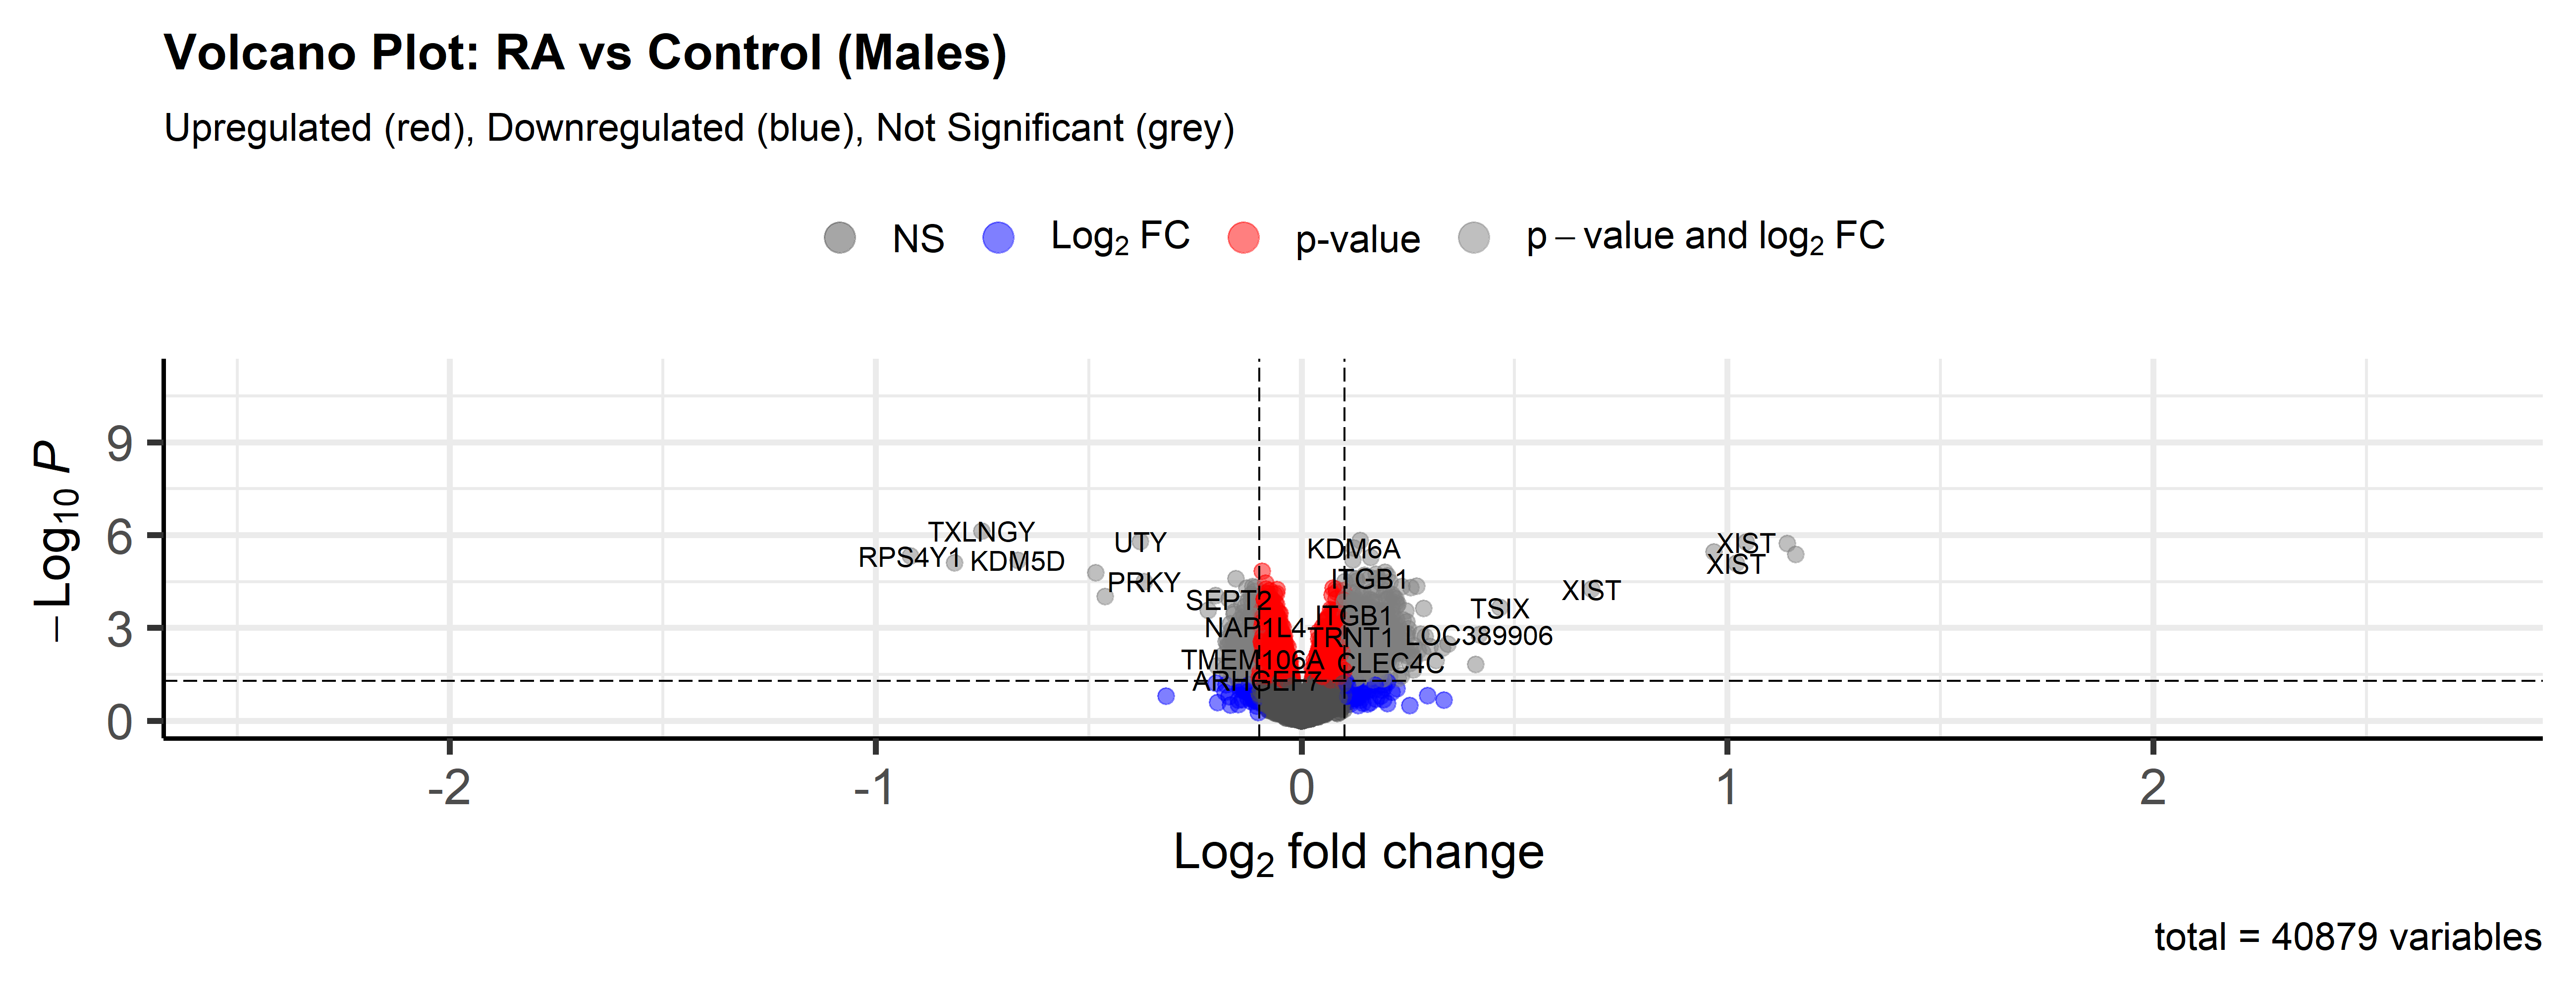 Volcano Plot: RA vs Control (Males)
Upregulated (red), Downregulated (blue), Not Significant (grey)
NS Log₂ FC p-value p – value and log₂ FC
– Log₁₀ P
9
6
3
0
TXLNGY
UTY
KDM6A
XIST
RPS4Y1
KDM5D
XIST
PRKY
ITGB1
XIST
SEPT2
TSIX
ITGB1
NAP1L4
TRNT1
LOC389906
TMEM106A
CLEC4C
ARHGEF7
-2 -1 0 1 2
Log₂ fold change
total = 40879 variables